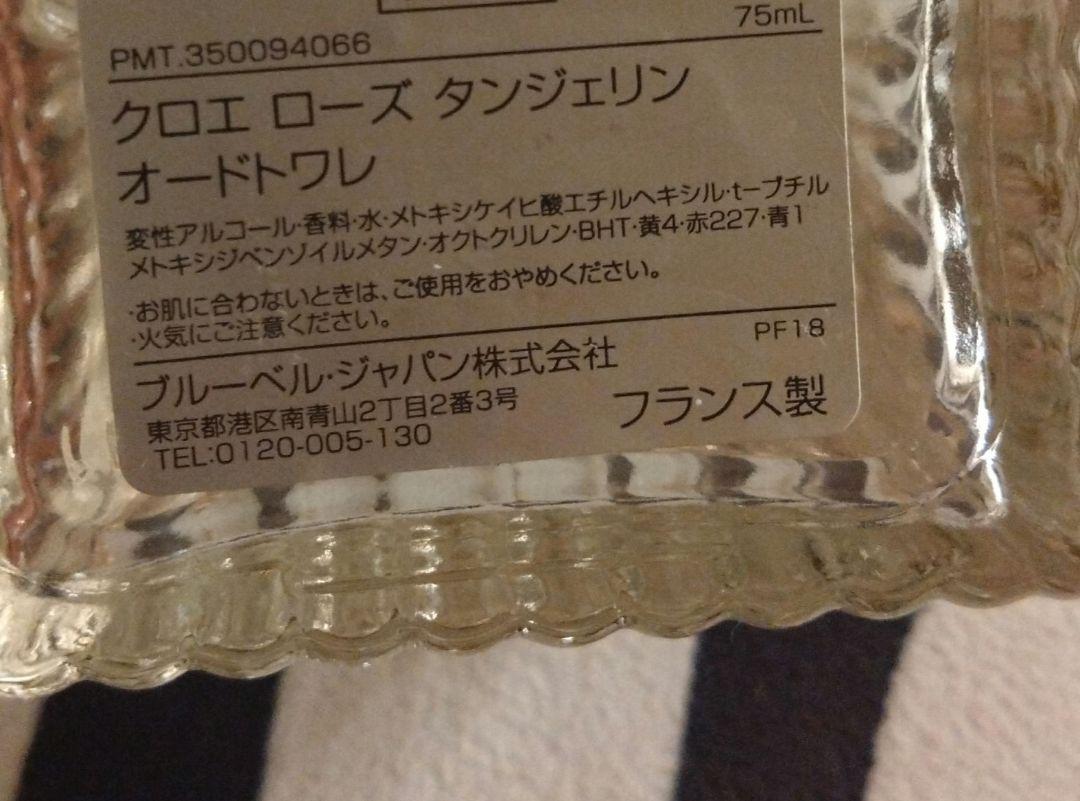 75mL
PMT.350094066
クロエ ローズ タンジェリン
オードトワレ
変性アルコール・香料・水・メトキシケイヒ酸エチルヘキシル・t-ブチル
メトキシジベンゾイルメタン・オクトクリレン・BHT・黄4・赤227・青1
・お肌に合わないときは、ご使用をおやめください。
・火気にご注意ください。
PF18
ブルーベル・ジャパン株式会社
東京都港区南青山2丁目2番3号
フランス製
TEL:0120-005-130